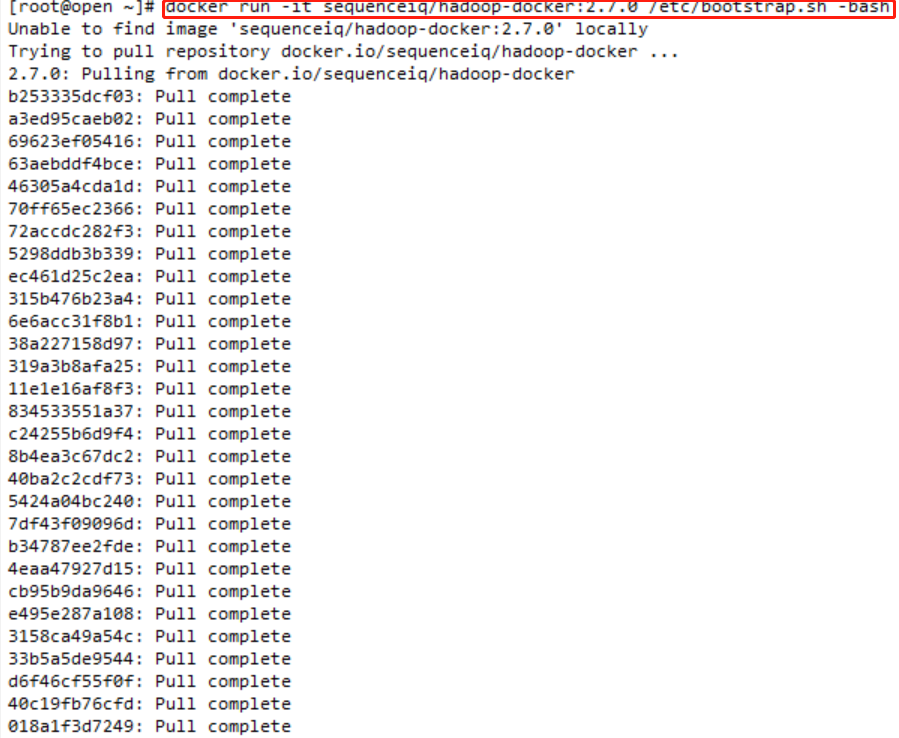 [root@open ~]# docker run -it sequenceiq/hadoop-docker:2.7.0 /etc/bootstrap.sh -bash
Unable to find image 'sequenceiq/hadoop-docker:2.7.0' locally
Trying to pull repository docker.io/sequenceiq/hadoop-docker ...
2.7.0: Pulling from docker.io/sequenceiq/hadoop-docker
b253335dcf03: Pull complete
a3ed95caeb02: Pull complete
69623ef05416: Pull complete
63aebddf4bce: Pull complete
46305a4cda1d: Pull complete
70ff65ec2366: Pull complete
72accdc282f3: Pull complete
5298ddb3b339: Pull complete
ec461d25c2ea: Pull complete
315b476b23a4: Pull complete
6e6acc31f8b1: Pull complete
38a227158d97: Pull complete
319a3b8afa25: Pull complete
11e1e16af8f3: Pull complete
834533551a37: Pull complete
c24255b6d9f4: Pull complete
8b4ea3c67dc2: Pull complete
40ba2c2cdf73: Pull complete
5424a04bc240: Pull complete
7df43f09096d: Pull complete
b34787ee2fde: Pull complete
4eaa47927d15: Pull complete
cb95b9da9646: Pull complete
e495e287a108: Pull complete
3158ca49a54c: Pull complete
33b5a5de9544: Pull complete
d6f46cf55f0f: Pull complete
40c19fb76cfd: Pull complete
018a1f3d7249: Pull complete